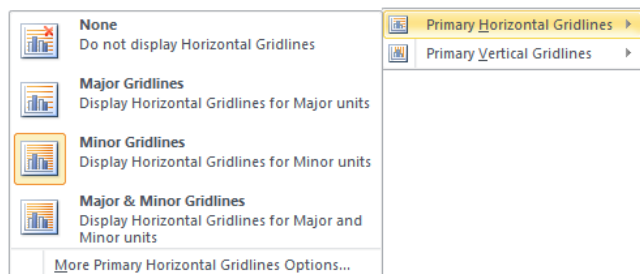 None
Do not display Horizontal Gridlines
Major Gridlines
Display Horizontal Gridlines for Major units
Minor Gridlines
Display Horizontal Gridlines for Minor units
Major & Minor Gridlines
Display Horizontal Gridlines for Major and
Minor units
More Primary Horizontal Gridlines Options...
Primary Horizontal Gridlines
Primary Vertical Gridlines